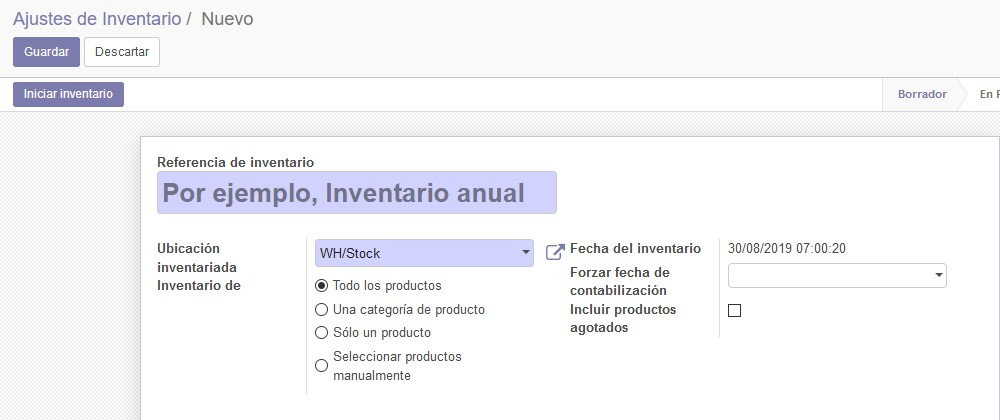 Ajustes de Inventario / Nuevo
Guardar Descartar
Iniciar inventario Borrador En P
Referencia de inventario
Por ejemplo, Inventario anual
Ubicación inventariada WH/Stock Fecha del inventario 30/08/2019 07:00:20
Inventario de
Todo los productos
Una categoría de producto
Sólo un producto
Seleccionar productos
manualmente
Forzar fecha de
contabilización
Incluir productos
agotados